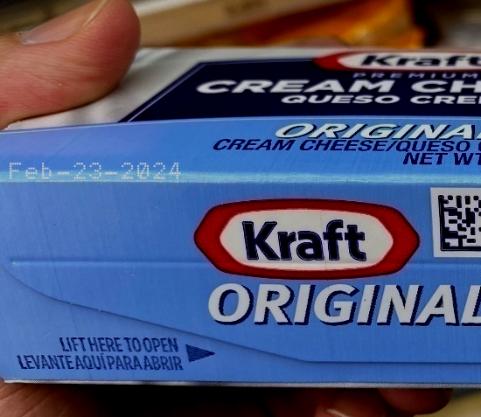 Kraft
PREMIUM
CREAM CH
QUESO CRE
ORIGINAL
CREAM CHEESE/QUESO C
NET WT
Feb-23-2024
Kraft
ORIGINAL
LIFT HERE TO OPEN
LEVANTE AQUÍ PARA ABRIR